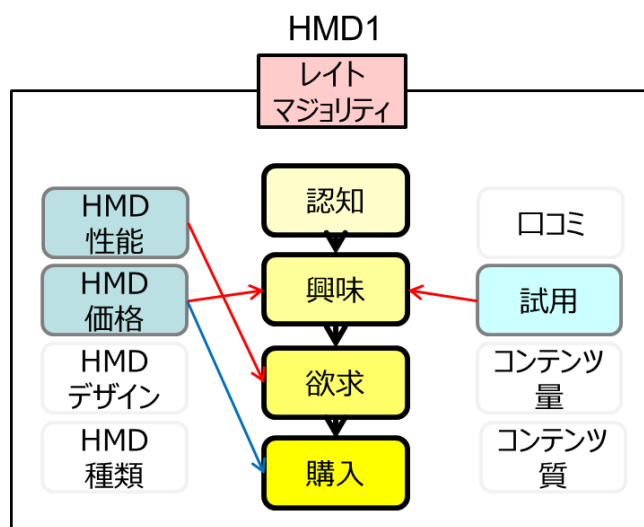 HMD1
レイト
マジョリティ
HMD
性能
HMD
価格
HMD
デザイン
HMD
種類
認知
興味
欲求
購入
口コミ
試用
コンテンツ
量
コンテンツ
質